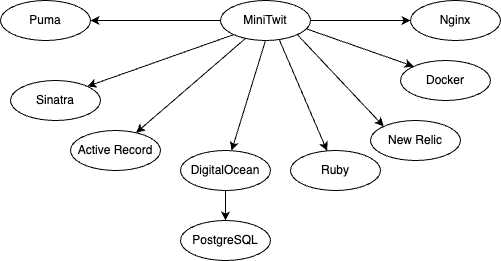 Puma
MiniTwit
Nginx
Docker
Sinatra
New Relic
Active Record
DigitalOcean
Ruby
PostgreSQL